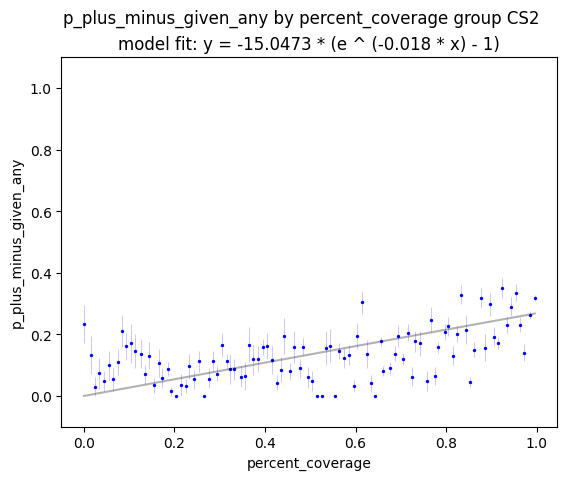 p_plus_minus_given_any by percent_coverage group CS2
model fit: y = -15.0473 * (e ^ (-0.018 * x) - 1)
1.0
0.8
0.6
0.4
0.2
0.0
p_plus_minus_given_any
0.0 0.2 0.4 0.6 0.8 1.0
percent_coverage